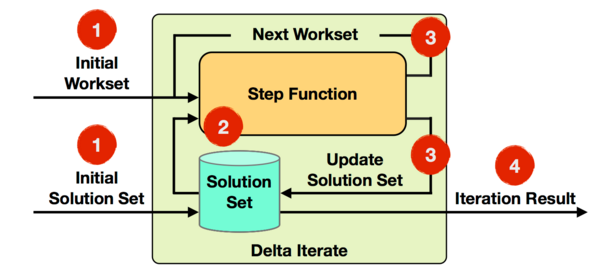 1
Initial
Workset
Next Workset
3
Step Function
2
1
Initial
Solution Set
Solution
Set
Update
Solution Set
3
4
Iteration Result
Delta Iterate